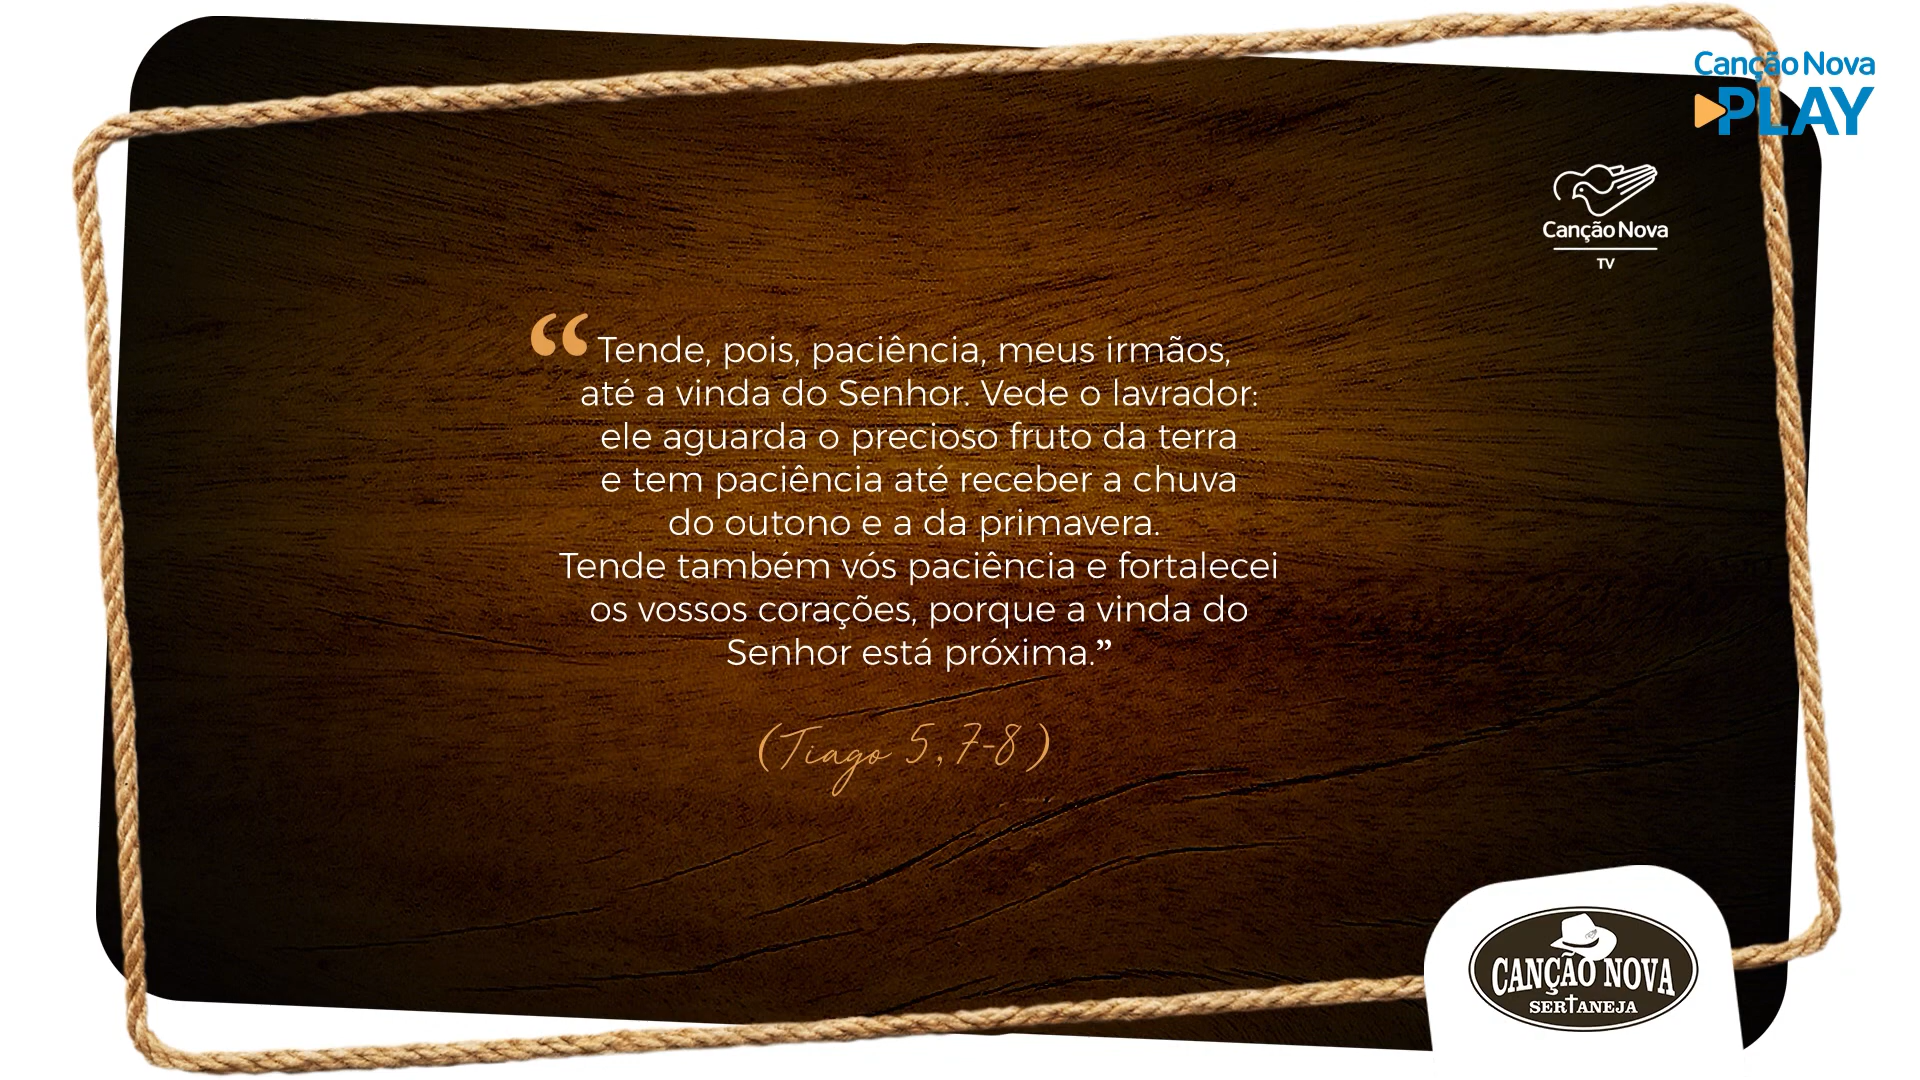 Canção Nova
PLAY
Canção Nova
TV
“Tende, pois, paciência, meus irmãos,
até a vinda do Senhor. Vede o lavrador:
ele aguarda o precioso fruto da terra
e tem paciência até receber a chuva
do outono e a da primavera.
Tende também vós paciência e fortalecei
os vossos corações, porque a vinda do
Senhor está próxima.”
(Tiago 5,7-8)
CANÇÃO NOVA
SERTANEJA